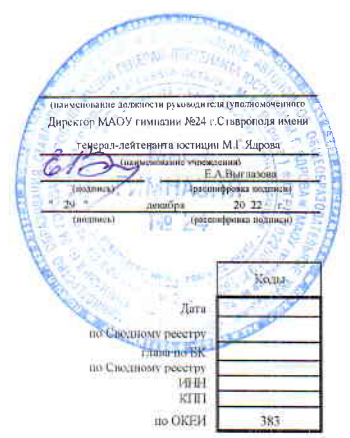 (наименование должности руководителя (уполномоченного
Директор МАОУ гимназии №24 г.Ставрополя имени
генерал-лейтенанта юстиции М.Г.Ядрова
(наименование учреждения)
Е.А.Выглазова
(подпись) (расшифровка подписи)
" 29 " декабря 20 22 г.
(подпись) (расшифровка подписи)
Коды
Дата
по Сводному реестру
глава по БК
по Сводному реестру
ИНН
КПП
по ОКЕИ 383